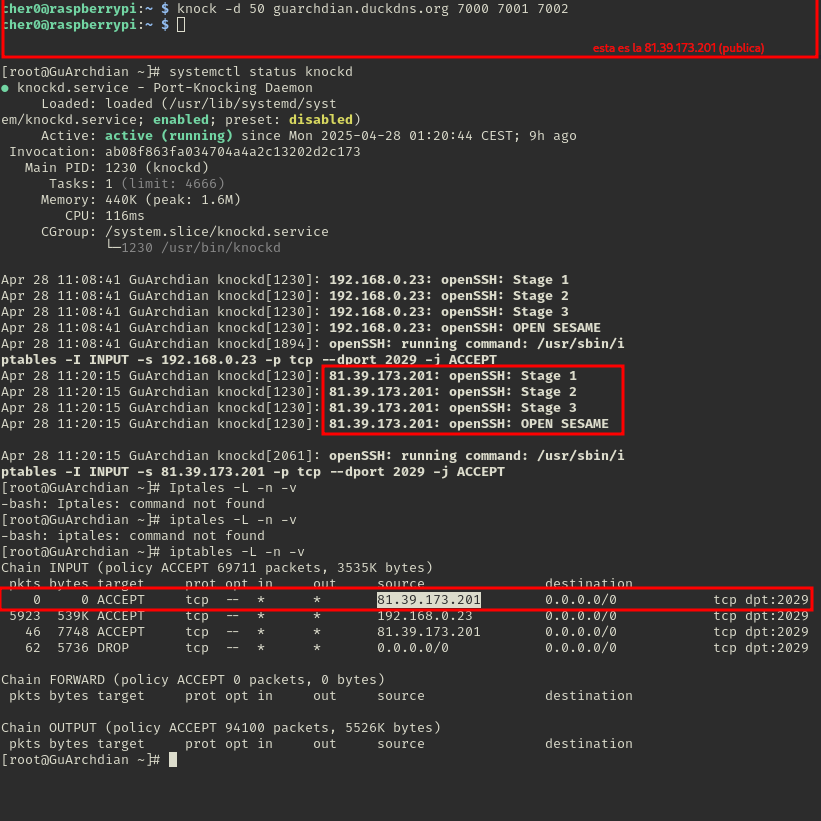 cher0@raspberrypi:~ $ knock -d 50 guarchdian.duckdns.org 7000 7001 7002
cher0@raspberrypi:~ $
esta es la 81.39.173.201 (publica)
[root@GuArchdian ~]# systemctl status knockd
● knockd.service - Port-Knocking Daemon
     Loaded: loaded (/usr/lib/systemd/syst
em/knockd.service; enabled; preset: disabled)
     Active: active (running) since Mon 2025-04-28 01:20:44 CEST; 9h ago
 Invocation: ab08f863fa034704a4a2c13202d2c173
   Main PID: 1230 (knockd)
      Tasks: 1 (limit: 4666)
     Memory: 440K (peak: 1.6M)
        CPU: 116ms
     CGroup: /system.slice/knockd.service
             └─1230 /usr/bin/knockd
Apr 28 11:08:41 GuArchdian knockd[1230]: 192.168.0.23: openSSH: Stage 1
Apr 28 11:08:41 GuArchdian knockd[1230]: 192.168.0.23: openSSH: Stage 2
Apr 28 11:08:41 GuArchdian knockd[1230]: 192.168.0.23: openSSH: Stage 3
Apr 28 11:08:41 GuArchdian knockd[1230]: 192.168.0.23: openSSH: OPEN SESAME
Apr 28 11:08:41 GuArchdian knockd[1894]: openSSH: running command: /usr/sbin/i
ptables -I INPUT -s 192.168.0.23 -p tcp --dport 2029 -j ACCEPT
Apr 28 11:20:15 GuArchdian knockd[1230]: 81.39.173.201: openSSH: Stage 1
Apr 28 11:20:15 GuArchdian knockd[1230]: 81.39.173.201: openSSH: Stage 2
Apr 28 11:20:15 GuArchdian knockd[1230]: 81.39.173.201: openSSH: Stage 3
Apr 28 11:20:15 GuArchdian knockd[1230]: 81.39.173.201: openSSH: OPEN SESAME
Apr 28 11:20:15 GuArchdian knockd[2061]: openSSH: running command: /usr/sbin/i
ptables -I INPUT -s 81.39.173.201 -p tcp --dport 2029 -j ACCEPT
[root@GuArchdian ~]# Iptales -L -n -v
-bash: Iptales: command not found
[root@GuArchdian ~]# iptales -L -n -v
-bash: iptales: command not found
[root@GuArchdian ~]# iptables -L -n -v
Chain INPUT (policy ACCEPT 69711 packets, 3535K bytes)
 pkts bytes target     prot opt in     out     source               destination
    0     0 ACCEPT     tcp  --  *      *       81.39.173.201        0.0.0.0/0            tcp dpt:2029
 5923  539K ACCEPT     tcp  --  *      *       192.168.0.23         0.0.0.0/0            tcp dpt:2029
   46  7748 ACCEPT     tcp  --  *      *       81.39.173.201        0.0.0.0/0            tcp dpt:2029
   62  5736 DROP       tcp  --  *      *       0.0.0.0/0            0.0.0.0/0            tcp dpt:2029
Chain FORWARD (policy ACCEPT 0 packets, 0 bytes)
 pkts bytes target     prot opt in     out     source               destination
Chain OUTPUT (policy ACCEPT 94100 packets, 5526K bytes)
 pkts bytes target     prot opt in     out     source               destination
[root@GuArchdian ~]#